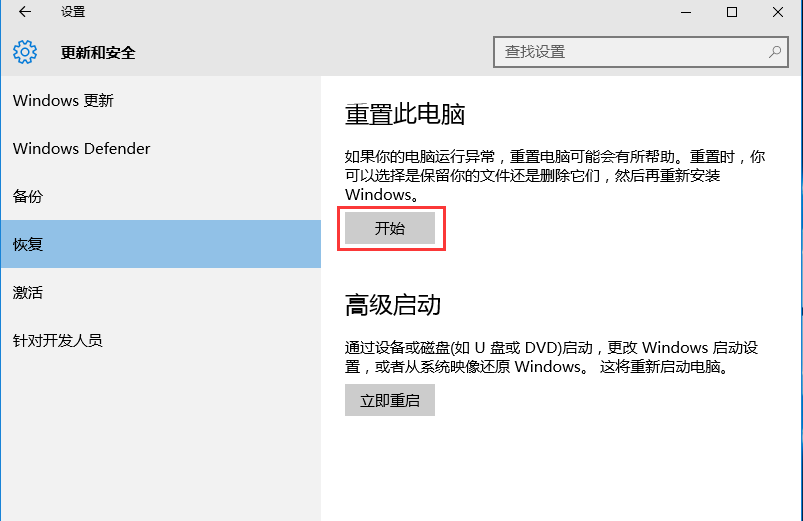 设置
更新和安全
查找设置
Windows 更新
Windows Defender
备份
恢复
激活
针对开发人员
重置此电脑
如果你的电脑运行异常，重置电脑可能会有所帮助。重置时，你
可以选择是保留你的文件还是删除它们，然后再重新安装
Windows。
开始
高级启动
通过设备或磁盘(如 U 盘或 DVD)启动，更改 Windows 启动设
置，或者从系统映像还原 Windows。 这将重新启动电脑。
立即重启